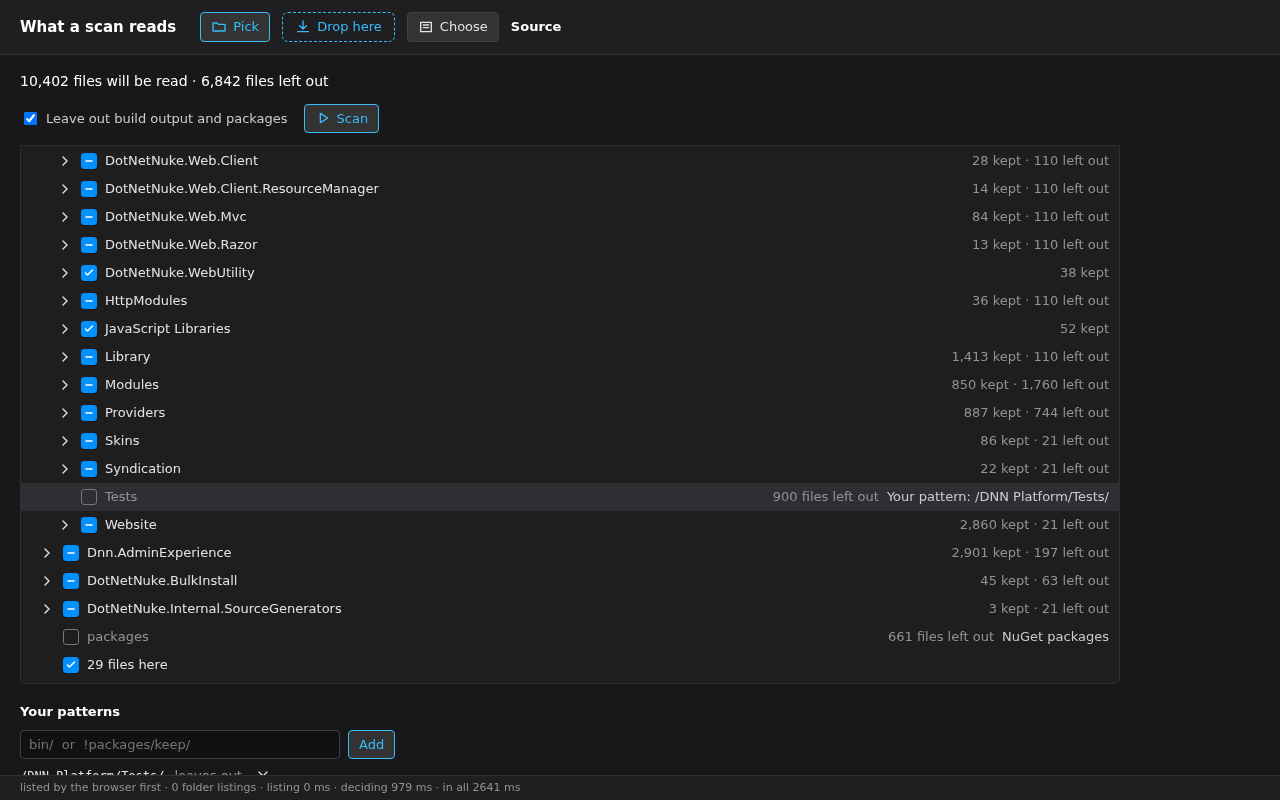 What a scan reads Pick Drop here Choose Source
10,402 files will be read · 6,842 files left out
Leave out build output and packages Scan
DotNetNuke.Web.Client 28 kept · 110 left out
DotNetNuke.Web.Client.ResourceManager 14 kept · 110 left out
DotNetNuke.Web.Mvc 84 kept · 110 left out
DotNetNuke.Web.Razor 13 kept · 110 left out
DotNetNuke.WebUtility 38 kept
HttpModules 36 kept · 110 left out
JavaScript Libraries 52 kept
Library 1,413 kept · 110 left out
Modules 850 kept · 1,760 left out
Providers 887 kept · 744 left out
Skins 86 kept · 21 left out
Syndication 22 kept · 21 left out
Tests 900 files left out Your pattern: /DNN Platform/Tests/
Website 2,860 kept · 21 left out
Dnn.AdminExperience 2,901 kept · 197 left out
DotNetNuke.BulkInstall 45 kept · 63 left out
DotNetNuke.Internal.SourceGenerators 3 kept · 21 left out
packages 661 files left out NuGet packages
29 files here
Your patterns
bin/ or !packages/keep/ Add
/DNN Platform/Tests/ leaves out
listed by the browser first · 0 folder listings · listing 0 ms · deciding 979 ms · in all 2641 ms